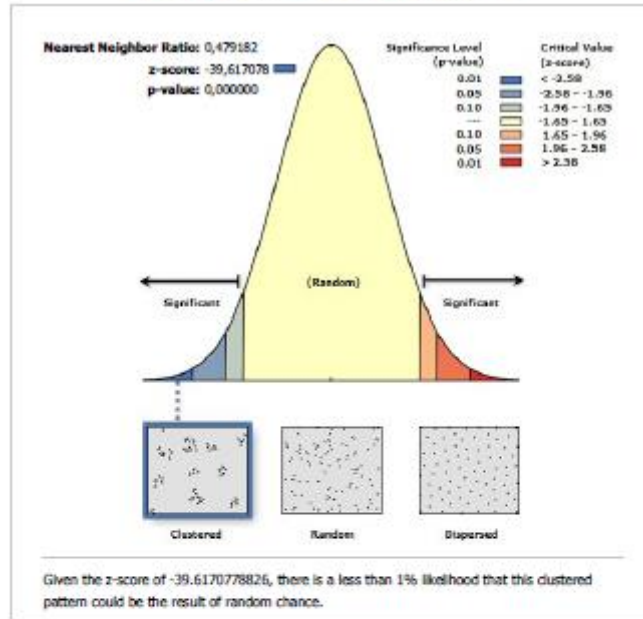 Nearest Neighbor Ratio: 0,479182
z-score: -39,617078
p-value: 0,000000
Significance Level
(p-value)
Critical Value
(z-score)
0.01 < -2.58
0.05 -2.58 – -1.96
0.10 -1.96 – -1.65
---- -1.65 – 1.65
0.10 1.65 – 1.96
0.05 1.96 – 2.58
0.01 > 2.58
(Random)
Significant
Significant
Clustered
Random
Dispersed
Given the z-score of -39.6170778826, there is a less than 1% likelihood that this clustered
pattern could be the result of random chance.